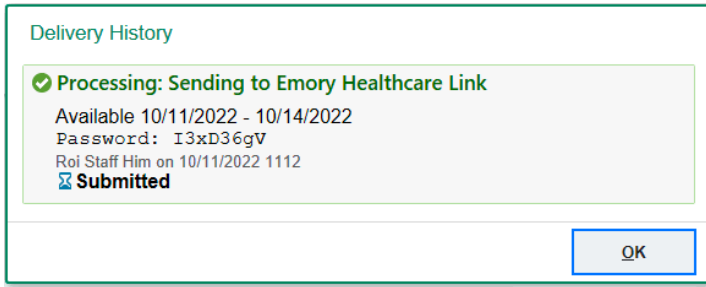 Delivery History
Processing: Sending to Emory Healthcare Link
Available 10/11/2022 - 10/14/2022
Password: I3xD36gV
Roi Staff Him on 10/11/2022 1112
Submitted
OK